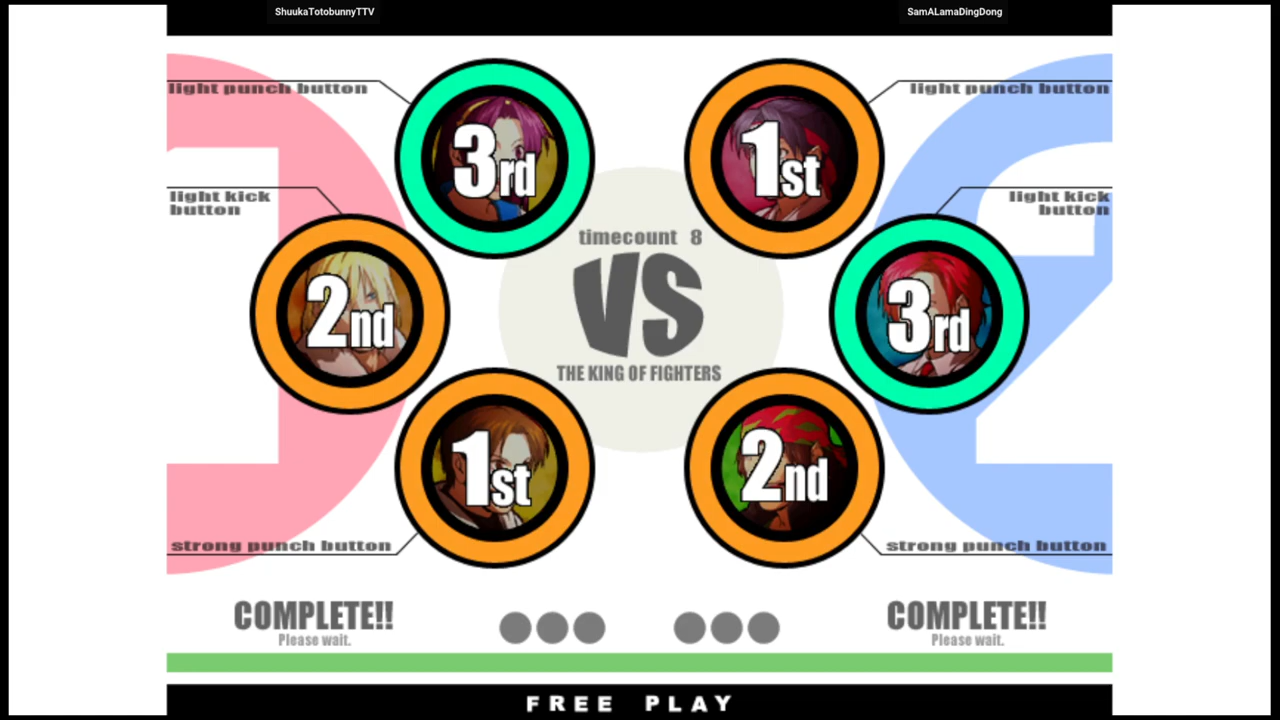 ShuukaTotobunnyTTV
SamALamaDingDong
light punch button
light punch button
3rd
1st
light kick
button
light kick
button
timecount 8
VS
THE KING OF FIGHTERS
2nd
3rd
1st
2nd
strong punch button
strong punch button
COMPLETE!!
Please wait.
COMPLETE!!
Please wait.
1
2
FREE PLAY